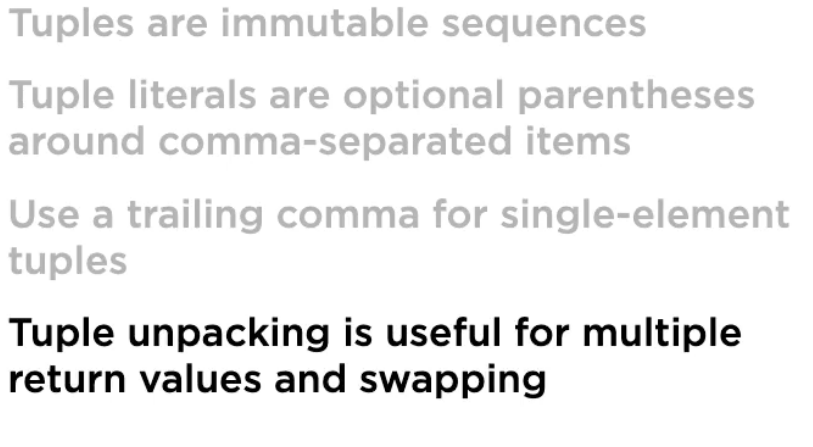 Tuples are immutable sequences
Tuple literals are optional parentheses
around comma-separated items
Use a trailing comma for single-element
tuples
Tuple unpacking is useful for multiple
return values and swapping